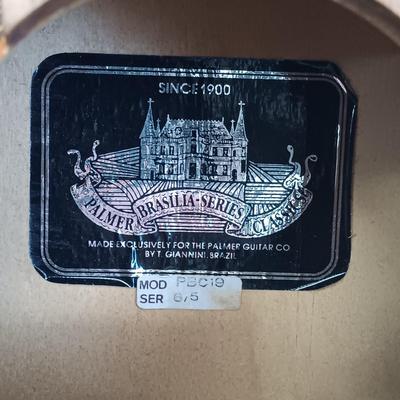 SINCE 1900
PALMER BRASILIA-SERIES CLASSICS
MADE EXCLUSIVELY FOR THE PALMER GUITAR CO
BY T. GIANNINI.BRAZIL
MOD PBC19
SER 6/5